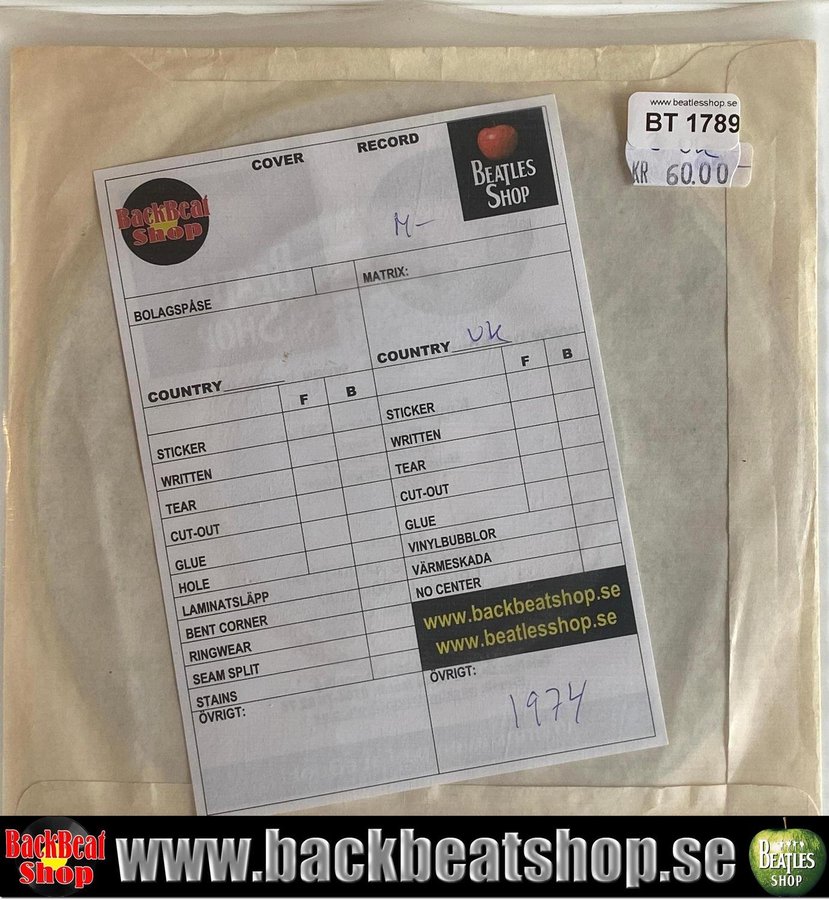 www.beatlesshop.se
BT 1789
KR 60.00
COVER
RECORD
BackBeat
Shop
BEATLES
SHOP
M-
BOLAGSPÅSE
MATRIX:
COUNTRY
COUNTRY UK
F B
F B
STICKER
WRITTEN
TEAR
CUT-OUT
GLUE
HOLE
LAMINATSLÄPP
BENT CORNER
RINGWEAR
SEAM SPLIT
STAINS
ÖVRIGT:
STICKER
WRITTEN
TEAR
CUT-OUT
GLUE
VINYLBUBBLOR
VÄRMESKADA
NO CENTER
www.backbeatshop.se
www.beatlesshop.se
ÖVRIGT:
1974
BackBeat
Shop
www.backbeatshop.se
BEATLES
SHOP